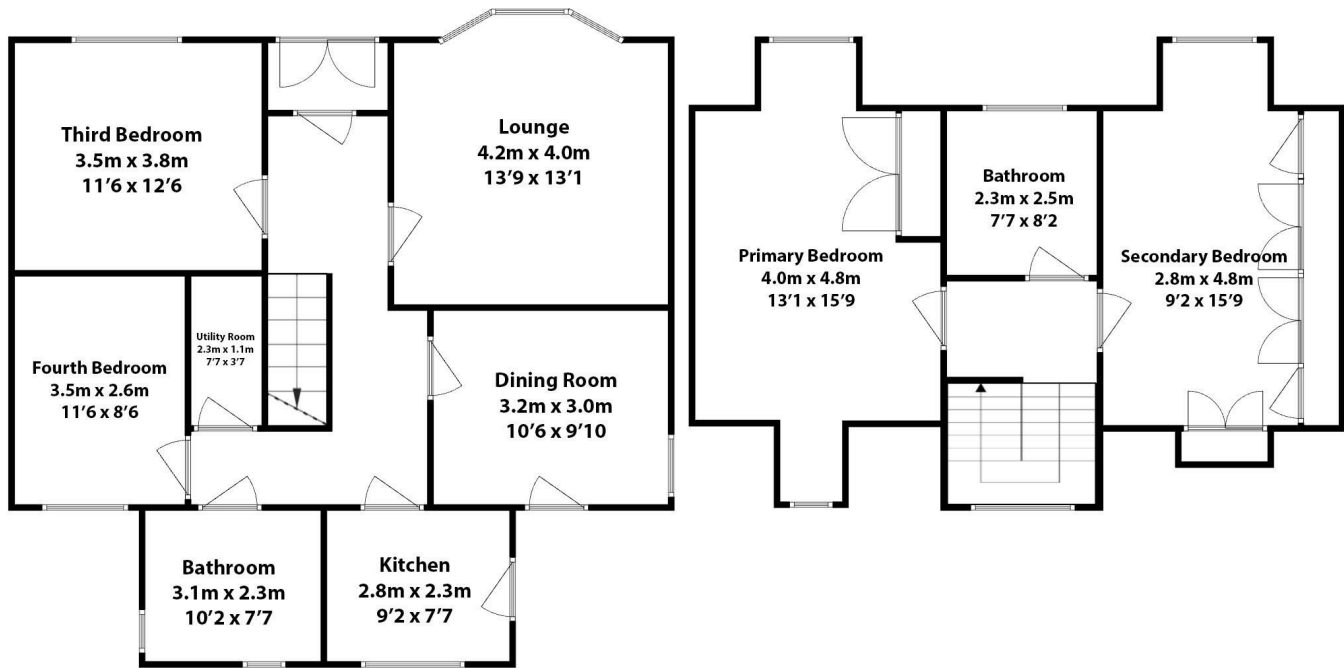 Third Bedroom
3.5m x 3.8m
11'6 x 12'6
Lounge
4.2m x 4.0m
13'9 x 13'1
Utility Room
2.3m x 1.1m
7'7 x 3'7
Fourth Bedroom
3.5m x 2.6m
11'6 x 8'6
Dining Room
3.2m x 3.0m
10'6 x 9'10
Bathroom
3.1m x 2.3m
10'2 x 7'7
Kitchen
2.8m x 2.3m
9'2 x 7'7
Primary Bedroom
4.0m x 4.8m
13'1 x 15'9
Bathroom
2.3m x 2.5m
7'7 x 8'2
Secondary Bedroom
2.8m x 4.8m
9'2 x 15'9